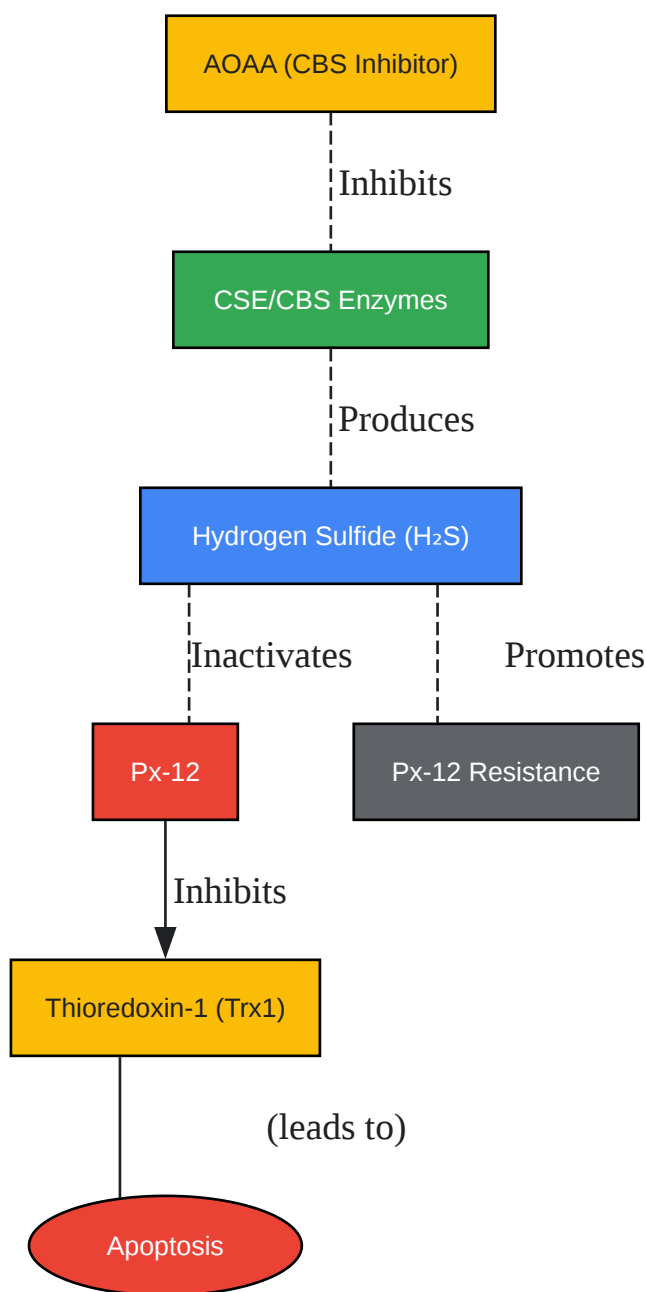 AOAA (CBS Inhibitor)
Inhibits
CSE/CBS Enzymes
Produces
Hydrogen Sulfide (H₂S)
Inactivates
Promotes
Px-12
Px-12 Resistance
Inhibits
Thioredoxin-1 (Trx1)
(leads to)
Apoptosis